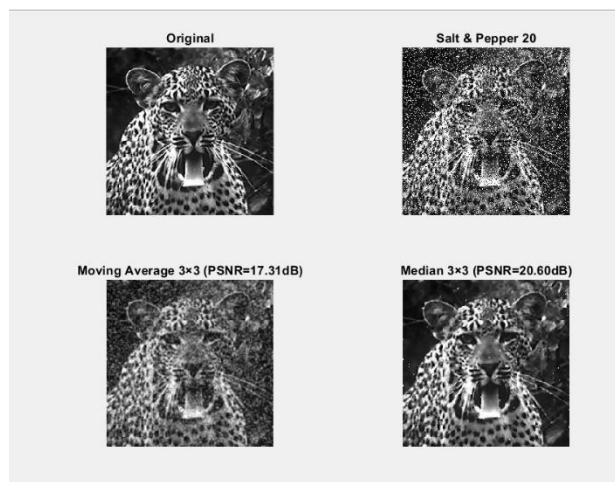 Original
Salt & Pepper 20
Moving Average 3×3 (PSNR=17.31dB)
Median 3×3 (PSNR=20.60dB)